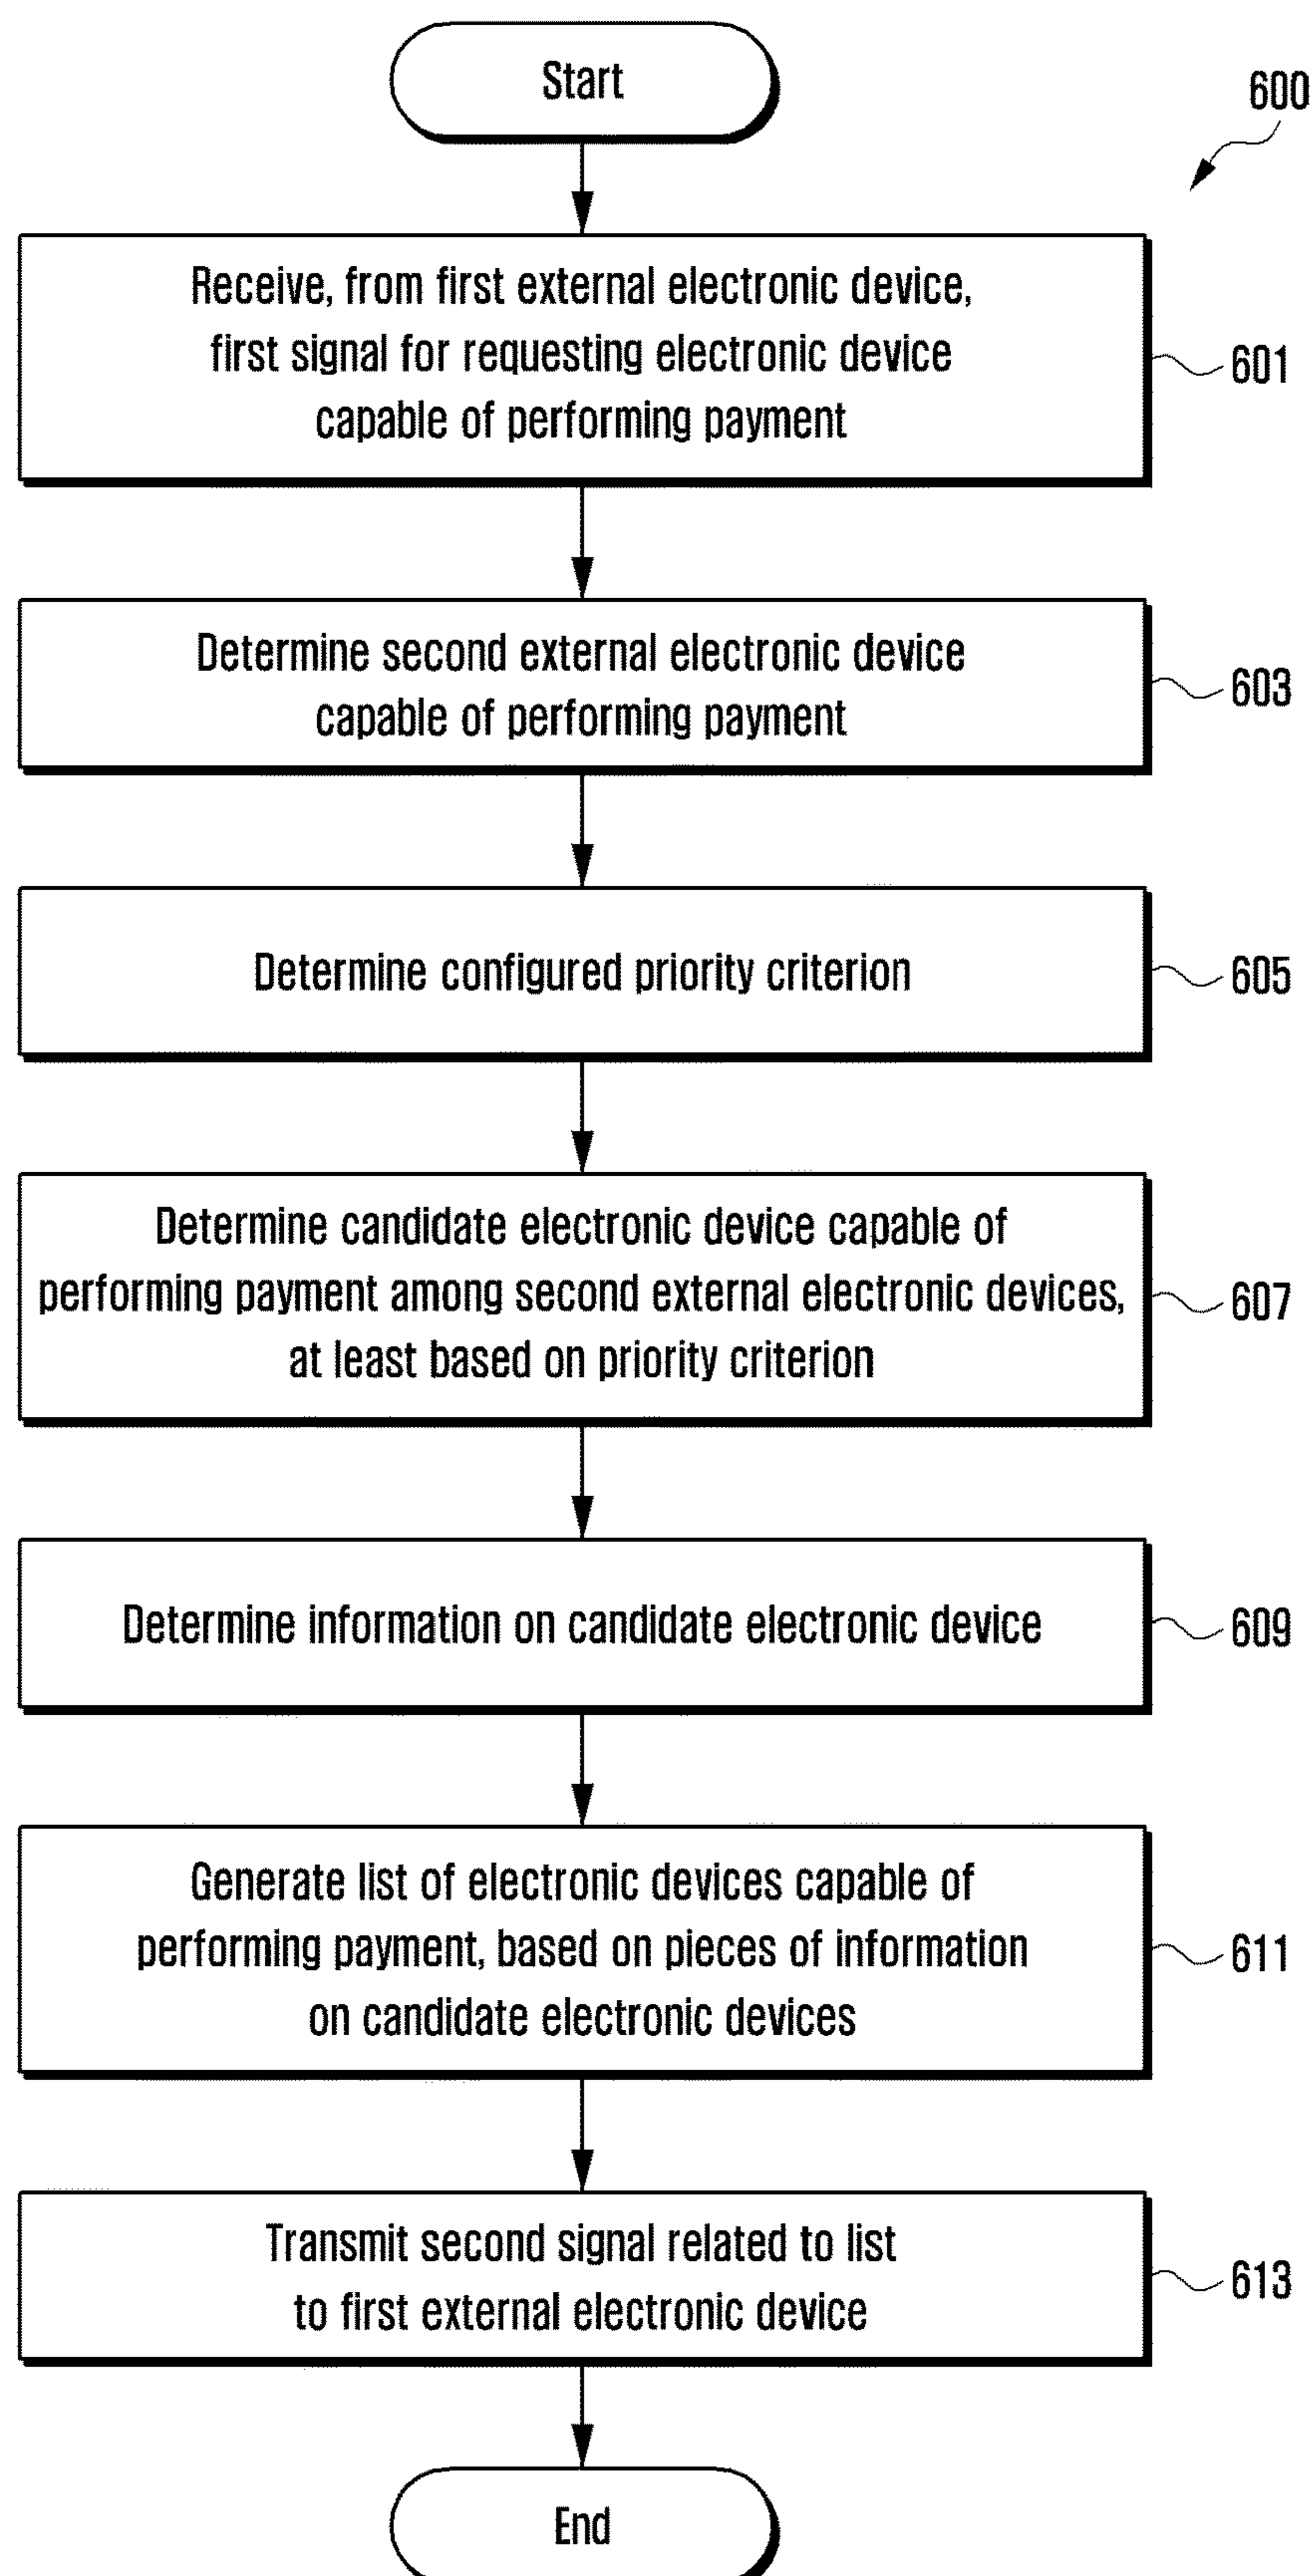 Start
600
Receive, from first external electronic device,
first signal for requesting electronic device
capable of performing payment
601
Determine second external electronic device
capable of performing payment
603
Determine configured priority criterion
605
Determine candidate electronic device capable of
performing payment among second external electronic devices,
at least based on priority criterion
607
Determine information on candidate electronic device
609
Generate list of electronic devices capable of
performing payment, based on pieces of information
on candidate electronic devices
611
Transmit second signal related to list
to first external electronic device
613
End